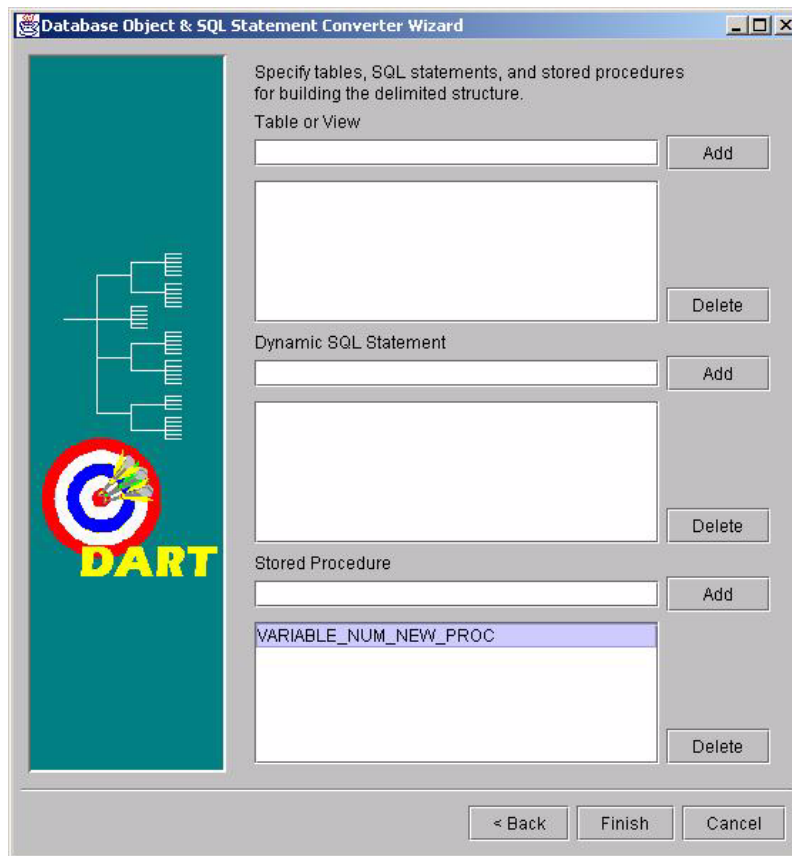 Database Object & SQL Statement Converter Wizard
Specify tables, SQL statements, and stored procedures
for building the delimited structure.
Table or View
Add
Delete
Dynamic SQL Statement
Add
Delete
Stored Procedure
Add
VARIABLE_NUM_NEW_PROC
Delete
DART
< Back
Finish
Cancel